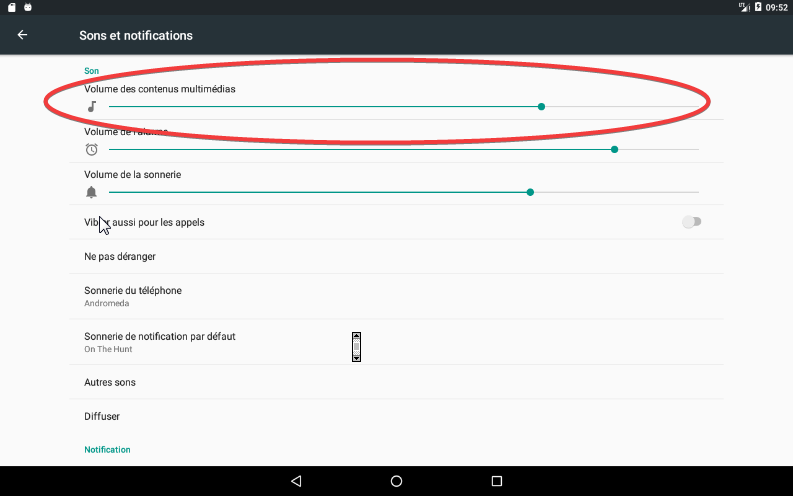 09:52
Sons et notifications
Son
Volume des contenus multimédias
Volume de l'alarme
Volume de la sonnerie
Vibrer aussi pour les appels
Ne pas déranger
Sonnerie du téléphone
Andromeda
Sonnerie de notification par défaut
On The Hunt
Autres sons
Diffuser
Notification